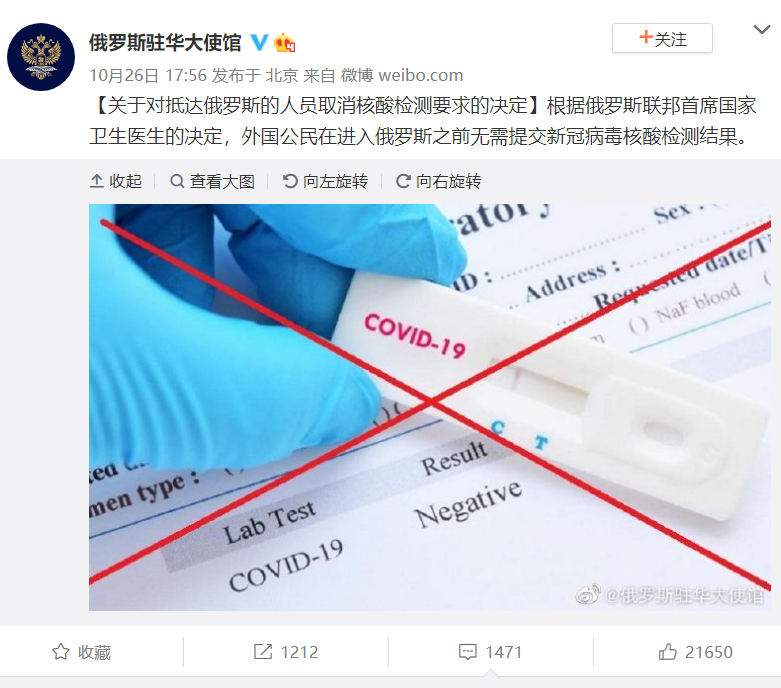 俄罗斯驻华大使馆
10月26日 17:56 发布于 北京 来自 微博 weibo.com
【关于对抵达俄罗斯的人员取消核酸检测要求的决定】根据俄罗斯联邦首席国家
卫生医生的决定，外国公民在进入俄罗斯之前无需提交新冠病毒核酸检测结果。
+关注
收起 查看大图 向左旋转 向右旋转
Sex :
ID :
Address :
Requested date/Ti
( ) NaF blood
COVID-19
C T
men type :
Result
Lab Test
Negative
COVID-19
@俄罗斯驻华大使馆
收藏 1212 1471 21650